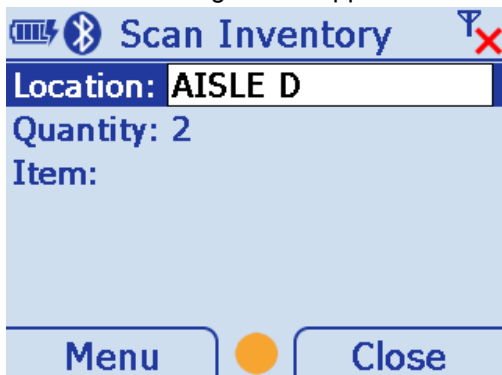 Scan Inventory
Location: AISLE D
Quantity: 2
Item:
Menu Close